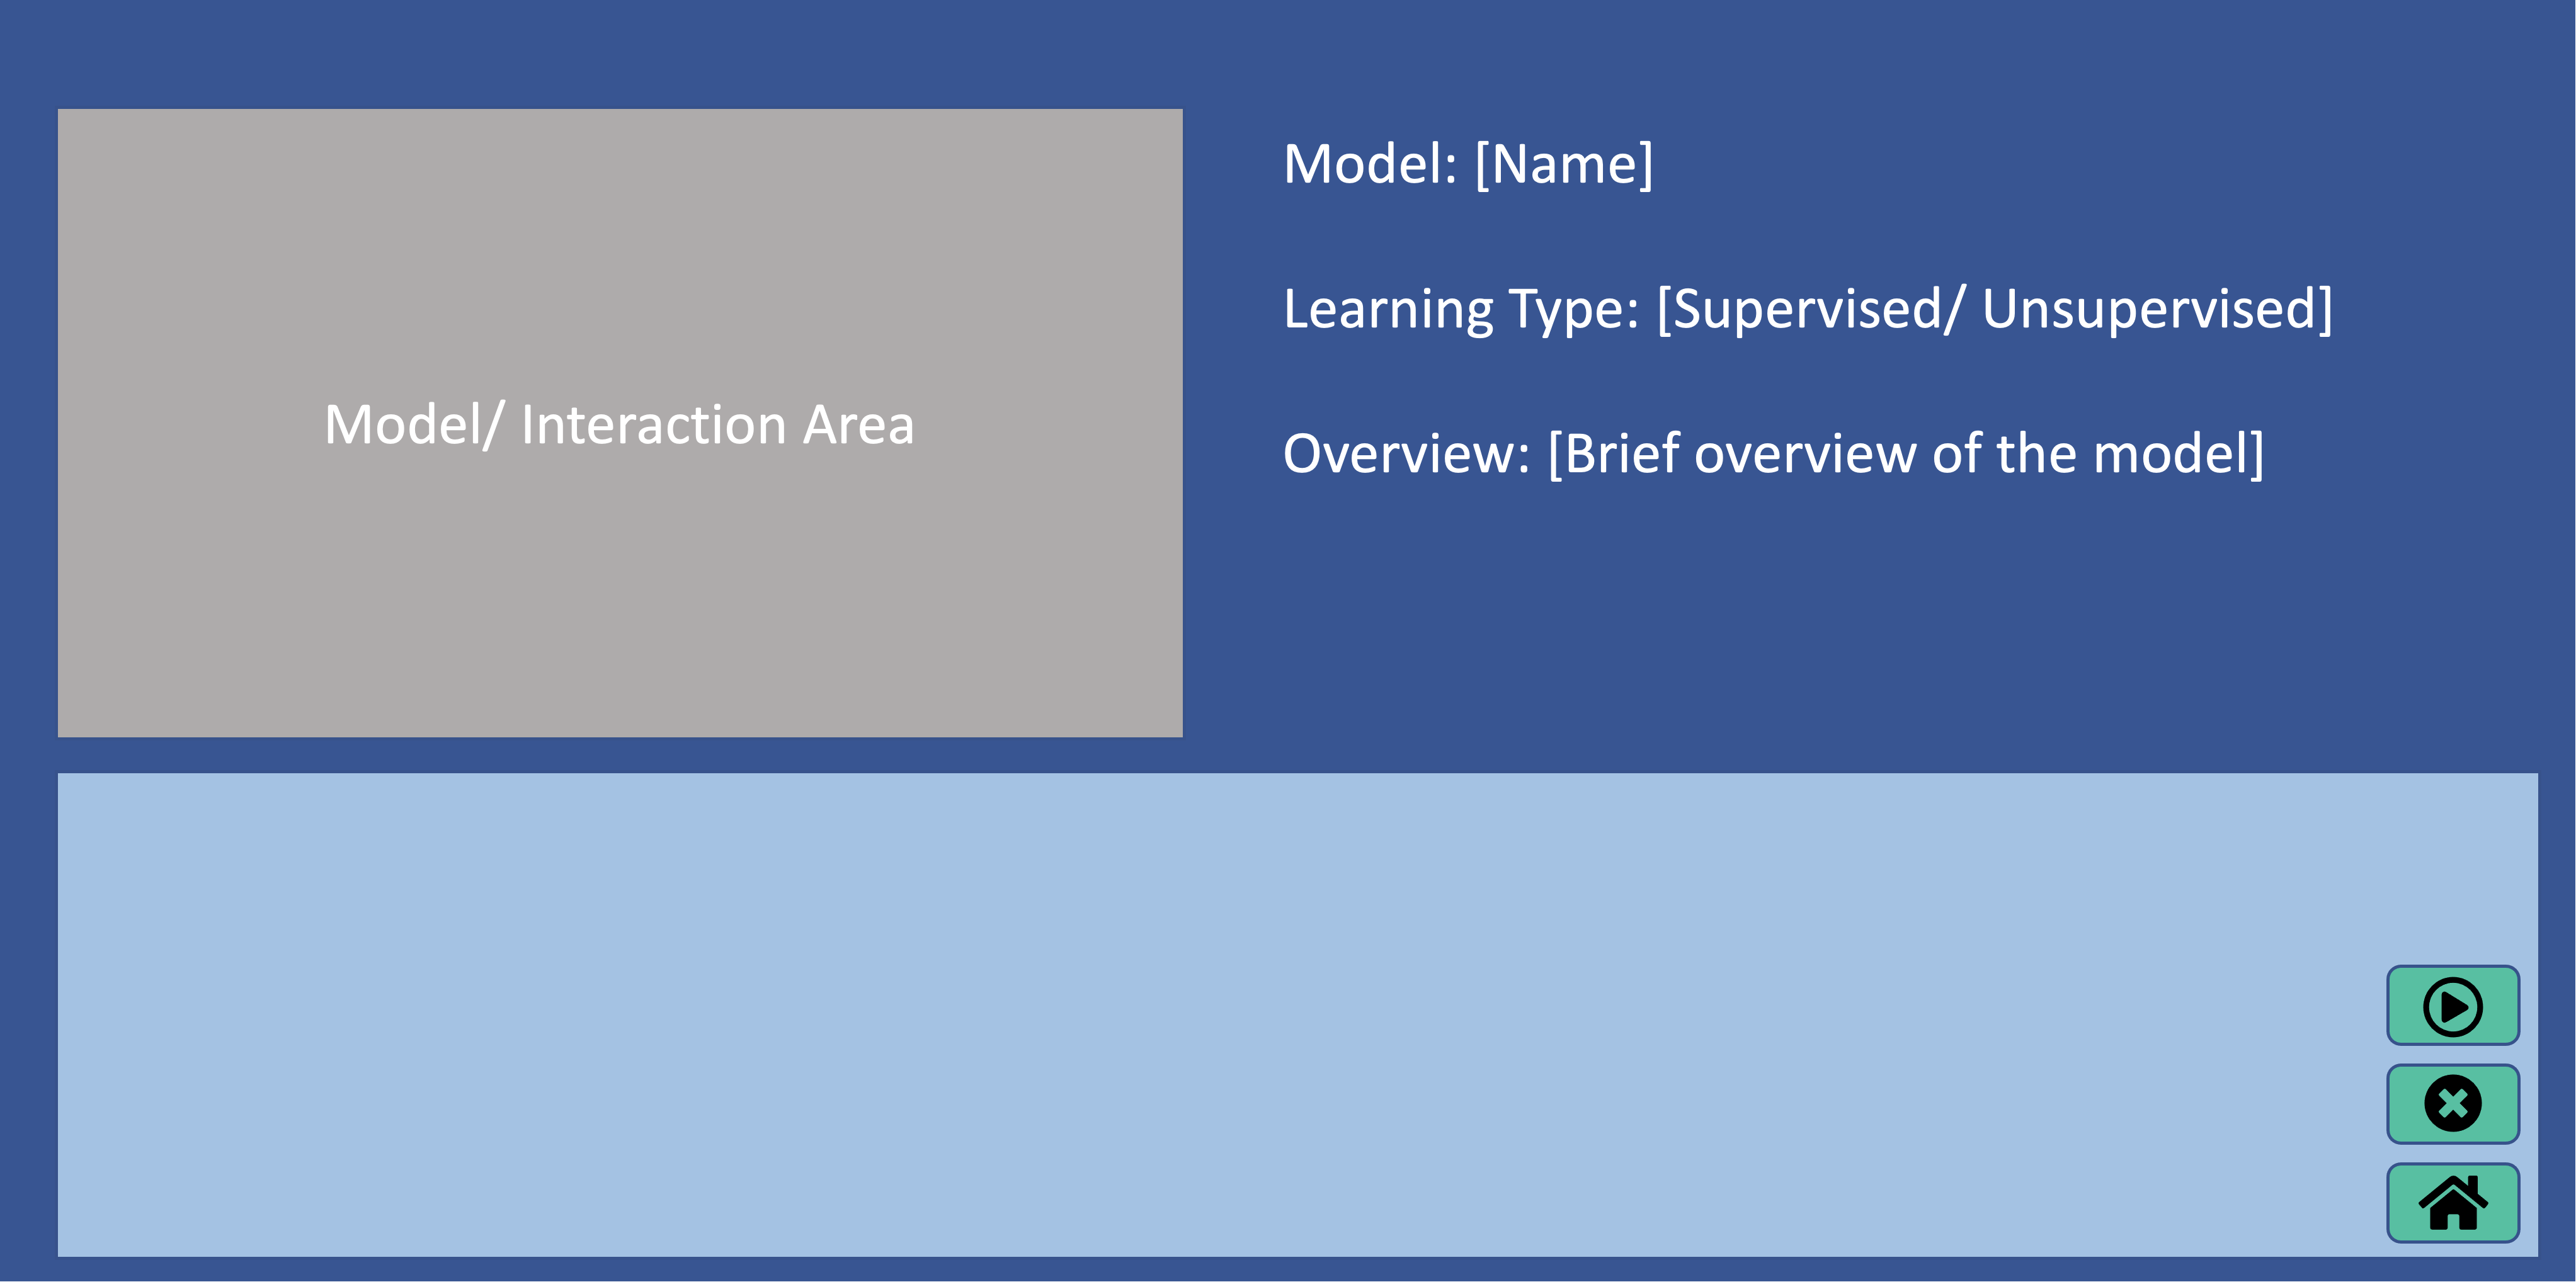 Model/ Interaction Area
Model: [Name]
Learning Type: [Supervised/ Unsupervised]
Overview: [Brief overview of the model]